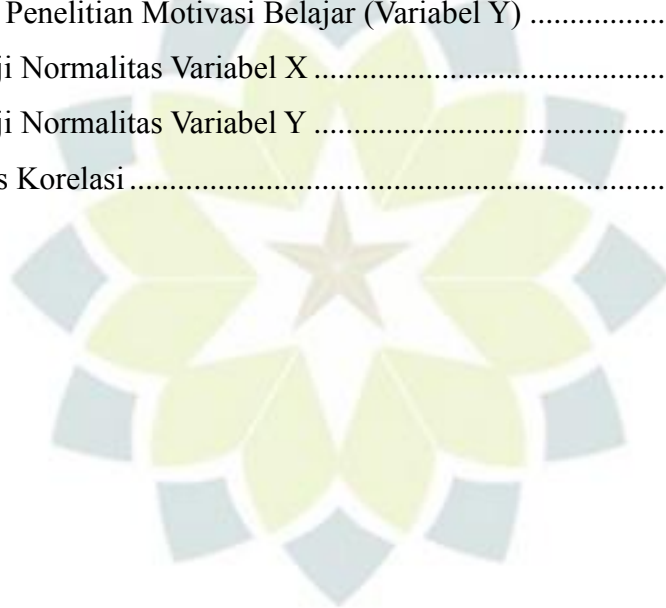 Penelitian Motivasi Belajar (Variabel Y) ................
ji Normalitas Variabel X ..............................................
ji Normalitas Variabel Y ..............................................
s Korelasi .......................................................................